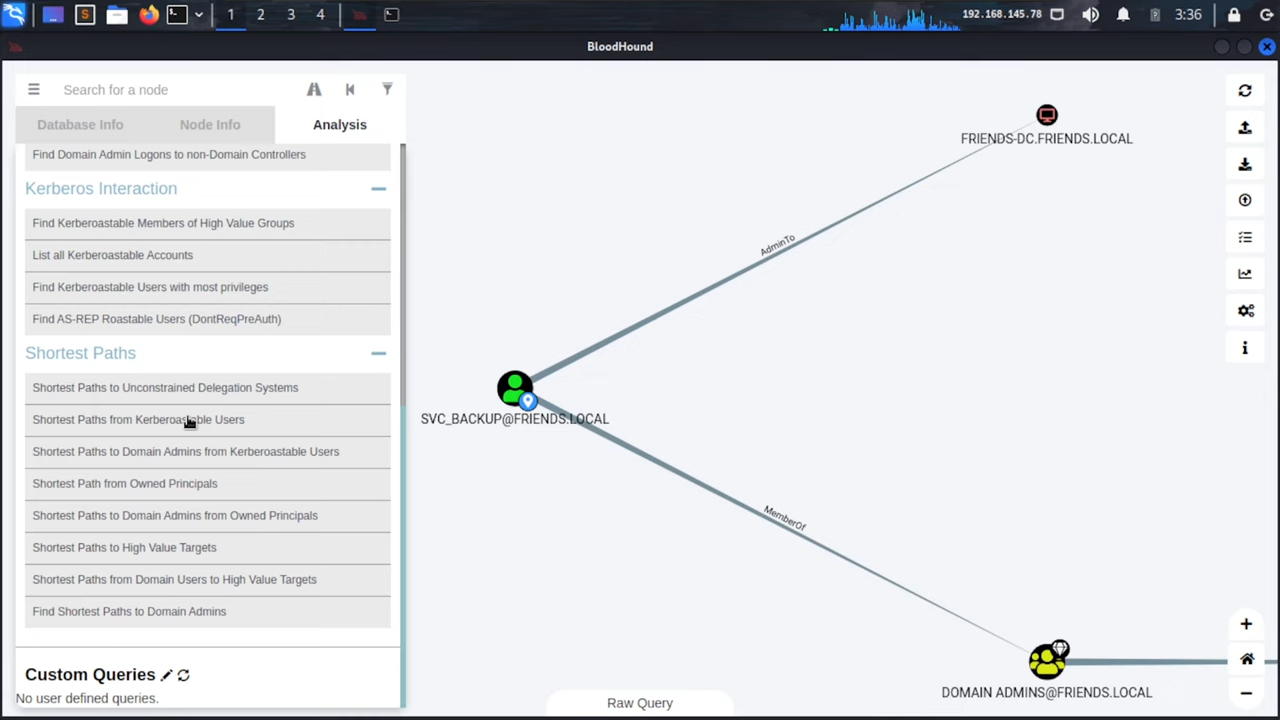 1
2
3
4
192.168.145.78
3:36
BloodHound
Search for a node
Database Info
Node Info
Analysis
Find Domain Admin Logons to non-Domain Controllers
Kerberos Interaction
Find Kerberoastable Members of High Value Groups
List all Kerberoastable Accounts
Find Kerberoastable Users with most privileges
Find AS-REP Roastable Users (DontReqPreAuth)
Shortest Paths
Shortest Paths to Unconstrained Delegation Systems
Shortest Paths from Kerberoastable Users
Shortest Paths to Domain Admins from Kerberoastable Users
Shortest Path from Owned Principals
Shortest Paths to Domain Admins from Owned Principals
Shortest Paths to High Value Targets
Shortest Paths from Domain Users to High Value Targets
Find Shortest Paths to Domain Admins
Custom Queries
No user defined queries.
FRIENDS-DC.FRIENDS.LOCAL
AdminTo
SVC_BACKUP@FRIENDS.LOCAL
MemberOf
DOMAIN ADMINS@FRIENDS.LOCAL
Raw Query